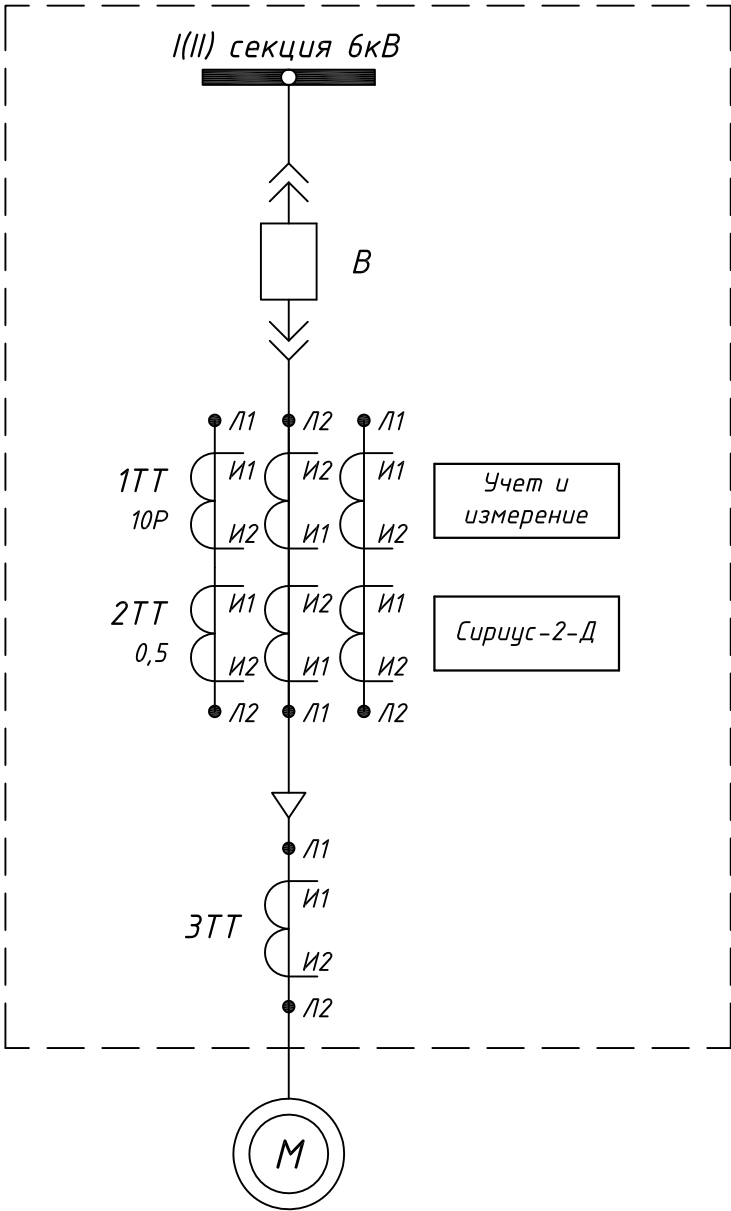 I(II) секция 6кВ
В
Л1 Л2 Л1
1ТТ И1 И2 И1 Учет и
10Р И2 И1 И2 измерение
2ТТ И1 И2 И1 Сириус-2-Д
0,5 И2 И1 И2
Л2 Л1 Л2
Л1
И1
3ТТ
И2
Л2
М